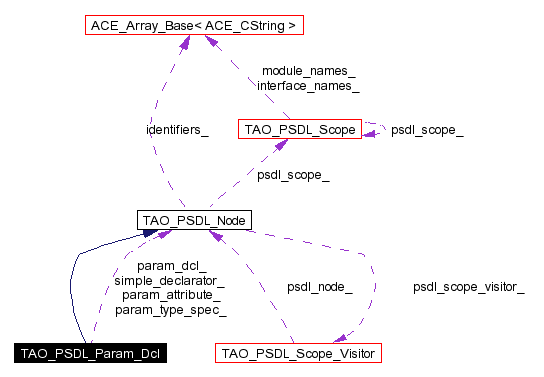 ACE_Array_Base< ACE_CString >
module_names_
interface_names_
identifiers_
TAO_PSDL_Scope
psdl_scope_
psdl_scope_
TAO_PSDL_Node
param_dcl_
simple_declarator_
param_attribute_
param_type_spec_
psdl_node_
psdl_scope_visitor_
TAO_PSDL_Param_Dcl
TAO_PSDL_Scope_Visitor